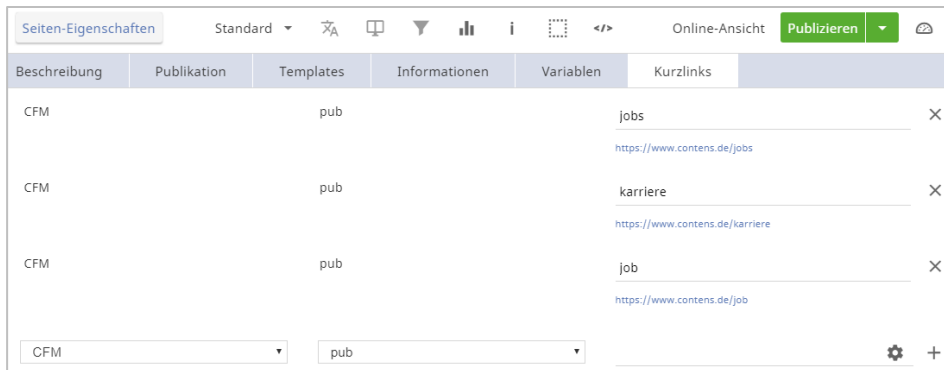 Seiten-Eigenschaften Standard i </> Online-Ansicht Publizieren
Beschreibung Publikation Templates Informationen Variablen Kurzlinks
CFM pub jobs
https://www.contens.de/jobs
CFM pub karriere
https://www.contens.de/karriere
CFM pub job
https://www.contens.de/job
CFM pub